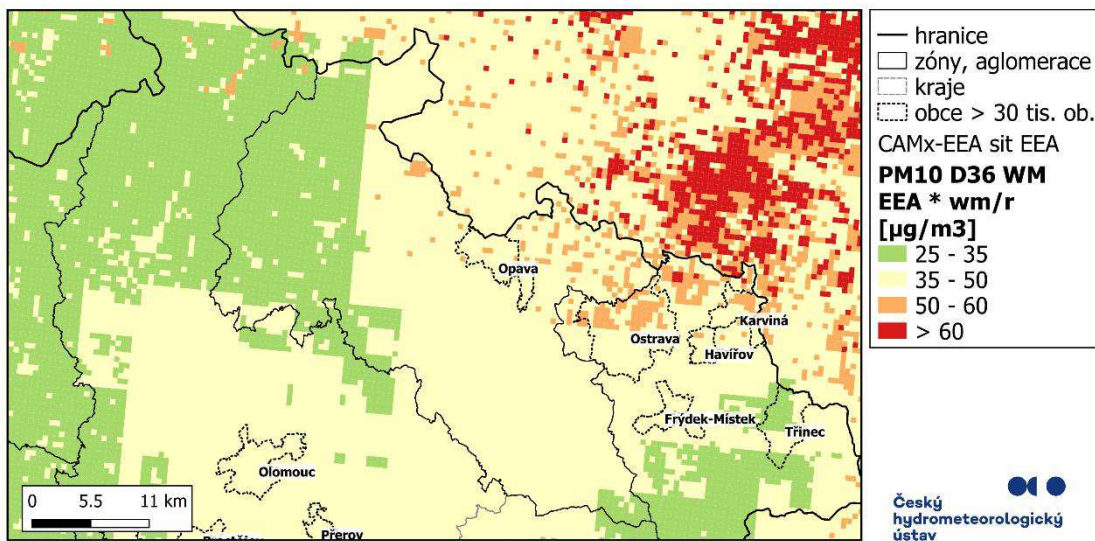 Opava
Karviná
Ostrava
Havířov
Frýdek-Místek
Třinec
Olomouc
Přerov
0 5.5 11 km
hranice
zóny, aglomerace
kraje
obce > 30 tis. ob.
CAMx-EEA sit EEA
PM10 D36 WM
EEA * wm/r
[µg/m3]
25 - 35
35 - 50
50 - 60
> 60
Český
hydrometeorologický
ústav